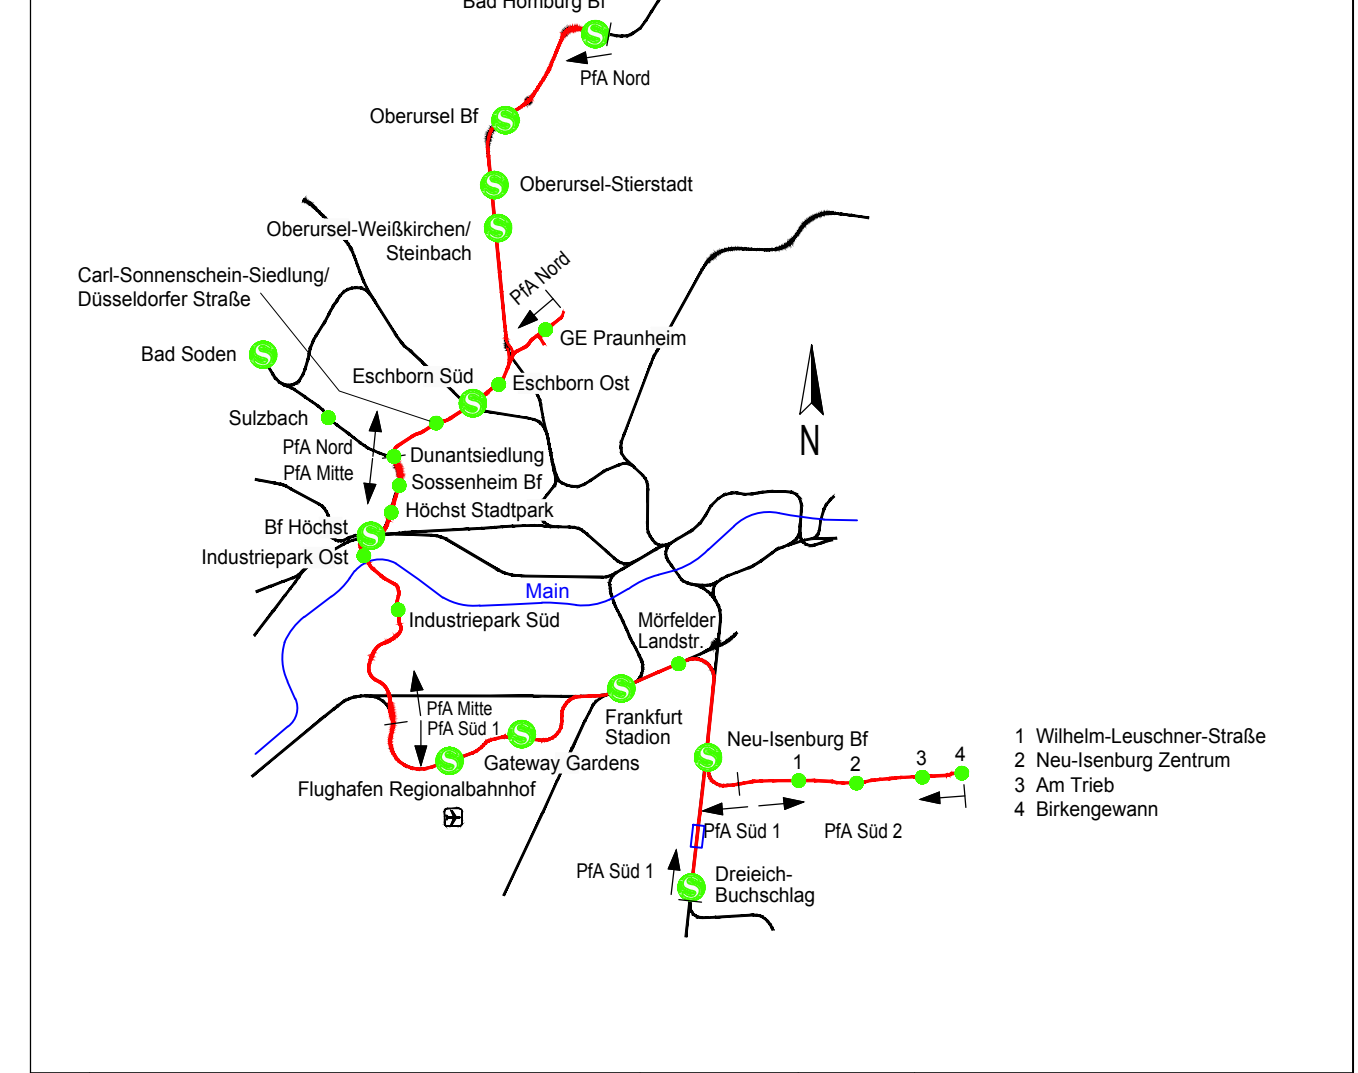 Bad Homburg Bf
PfA Nord
Oberursel Bf
Oberursel-Stierstadt
Oberursel-Weißkirchen/
Steinbach
PfA Nord
Carl-Sonnenschein-Siedlung/
Düsseldorfer Straße
GE Praunheim
Bad Soden
Eschborn Süd
Eschborn Ost
Sulzbach
PfA Nord
Dunantsiedlung
PfA Mitte
Sossenheim Bf
Höchst Stadtpark
N
Bf Höchst
Industriepark Ost
Main
Industriepark Süd
Mörfelder
Landstr.
PfA Mitte
PfA Süd 1
Frankfurt
Stadion
Gateway Gardens
Flughafen Regionalbahnhof
Neu-Isenburg Bf
1 2 3 4
PfA Süd 1
PfA Süd 2
PfA Süd 1
Dreieich-
Buchschlag
1 Wilhelm-Leuschner-Straße
2 Neu-Isenburg Zentrum
3 Am Trieb
4 Birkengewann